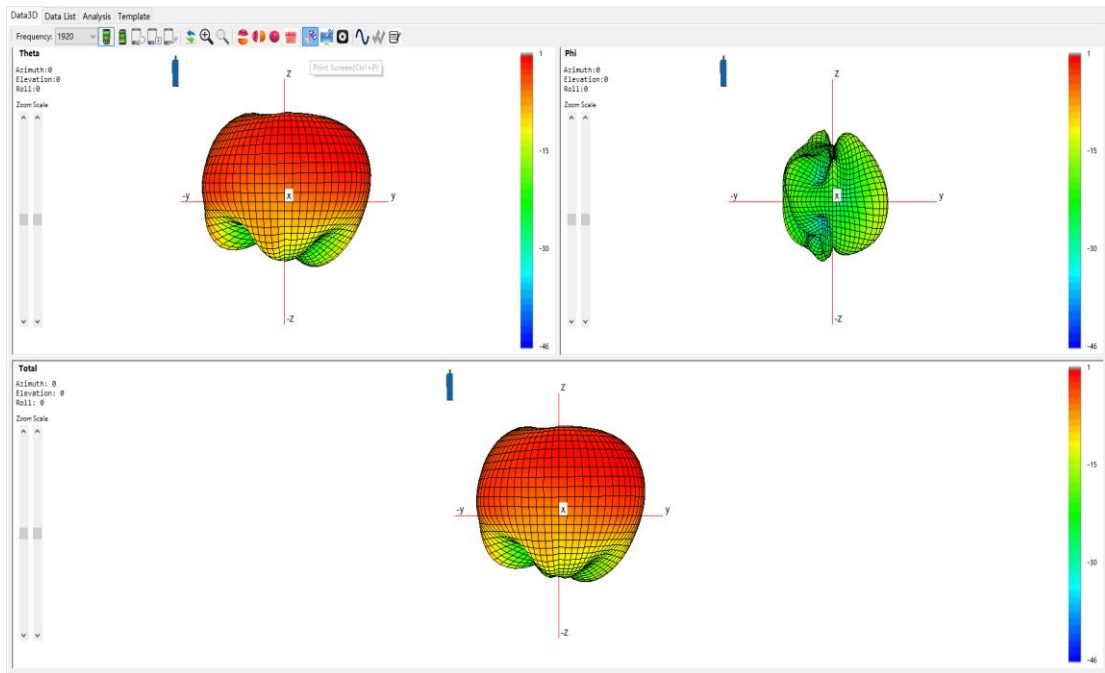 Data3D Data List Analysis Template
Frequency: 1920
Print Screen(Ctrl+P)
Theta
Azimuth:0
Elevation:0
Roll:0
Zoom Scale
Z
-y
X
y
-Z
1
-15
-30
-46
Phi
Azimuth:0
Elevation:0
Roll:0
Zoom Scale
Z
-y
X
y
-Z
1
-15
-30
-46
Total
Azimuth: 0
Elevation: 0
Roll: 0
Zoom Scale
Z
-y
X
y
-Z
1
-15
-30
-46